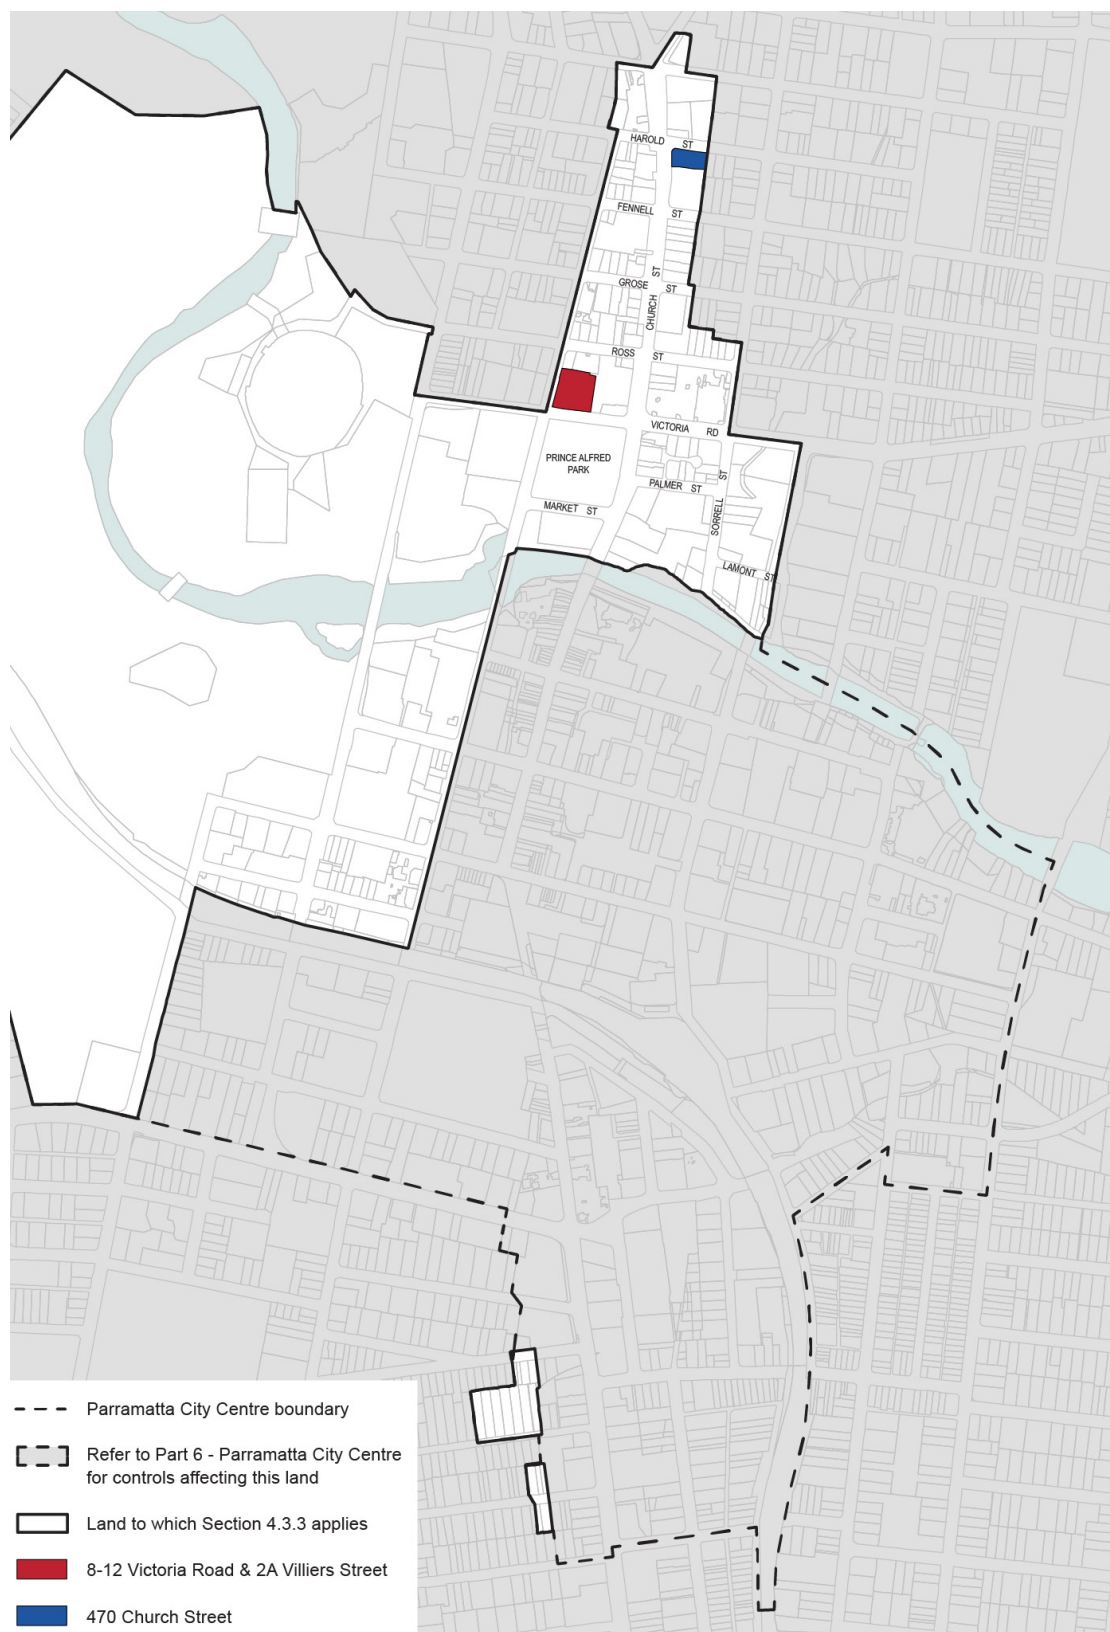 HAROLD ST
FENNELL ST
GROSE ST
CHURCH ST
ROSS ST
VICTORIA RD
PRINCE ALFRED
PARK
PALMER ST
MARKET ST
SORRELL ST
LAMONT ST
Parramatta City Centre boundary
Refer to Part 6 - Parramatta City Centre
for controls affecting this land
Land to which Section 4.3.3 applies
8-12 Victoria Road & 2A Villiers Street
470 Church Street